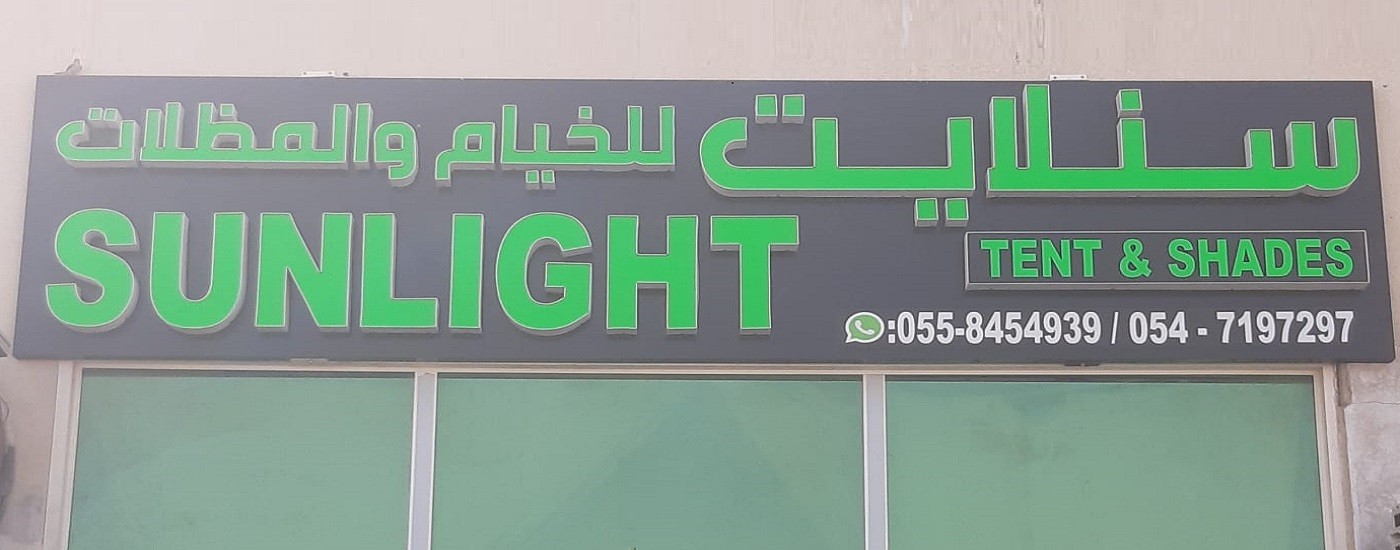 سنلايت للخيام والمظلات
SUNLIGHT
TENT & SHADES
:055-8454939 / 054 - 7197297